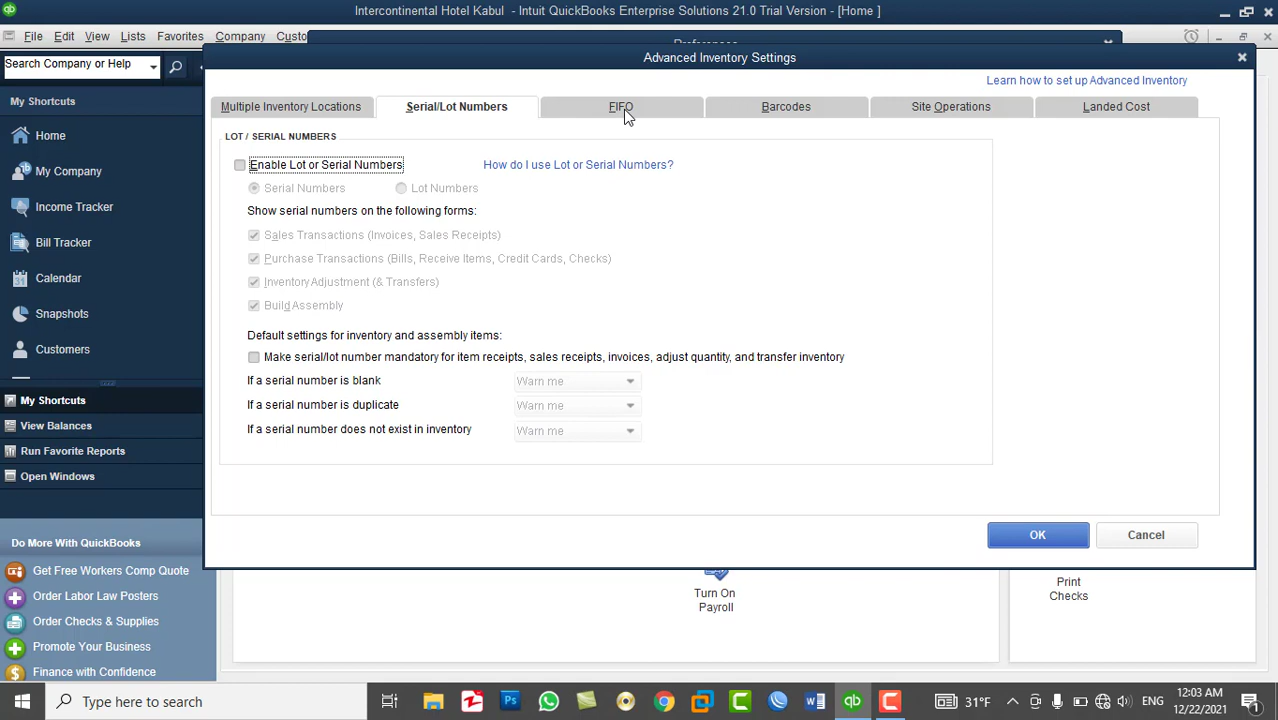 Intercontinental Hotel Kabul - Intuit QuickBooks Enterprise Solutions 21.0 Trial Version - [Home ]
File Edit View Lists Favorites Company Custo
Search Company or Help
Advanced Inventory Settings
Learn how to set up Advanced Inventory
My Shortcuts
Home
My Company
Income Tracker
Bill Tracker
Calendar
Snapshots
Customers
My Shortcuts
View Balances
Run Favorite Reports
Open Windows
Do More With QuickBooks
Get Free Workers Comp Quote
Order Labor Law Posters
Order Checks & Supplies
Promote Your Business
Finance with Confidence
Multiple Inventory Locations Serial/Lot Numbers FIFO Barcodes Site Operations Landed Cost
LOT / SERIAL NUMBERS
Enable Lot or Serial Numbers How do I use Lot or Serial Numbers?
Serial Numbers Lot Numbers
Show serial numbers on the following forms:
Sales Transactions (Invoices, Sales Receipts)
Purchase Transactions (Bills, Receive Items, Credit Cards, Checks)
Inventory Adjustment (& Transfers)
Build Assembly
Default settings for inventory and assembly items:
Make serial/lot number mandatory for item receipts, sales receipts, invoices, adjust quantity, and transfer inventory
If a serial number is blank Warn me
If a serial number is duplicate Warn me
If a serial number does not exist in inventory Warn me
OK Cancel
Turn On
Payroll
Print
Checks
Type here to search
Ps
31°F ENG
12:03 AM
12/22/2021
1